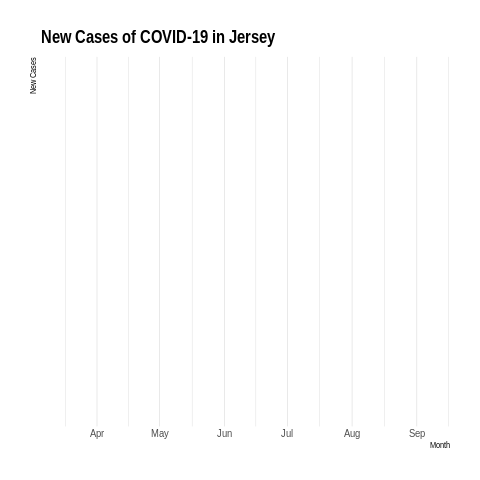 New Cases of COVID-19 in Jersey
New Cases
Apr May Jun Jul Aug Sep
Month